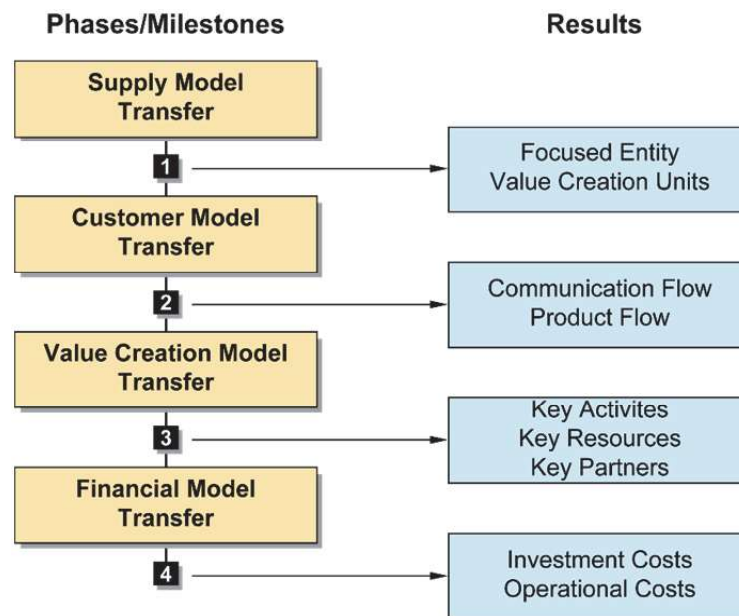 Phases/Milestones
Results
Supply Model
Transfer
1
Focused Entity
Value Creation Units
Customer Model
Transfer
2
Communication Flow
Product Flow
Value Creation Model
Transfer
3
Key Activites
Key Resources
Key Partners
Financial Model
Transfer
4
Investment Costs
Operational Costs